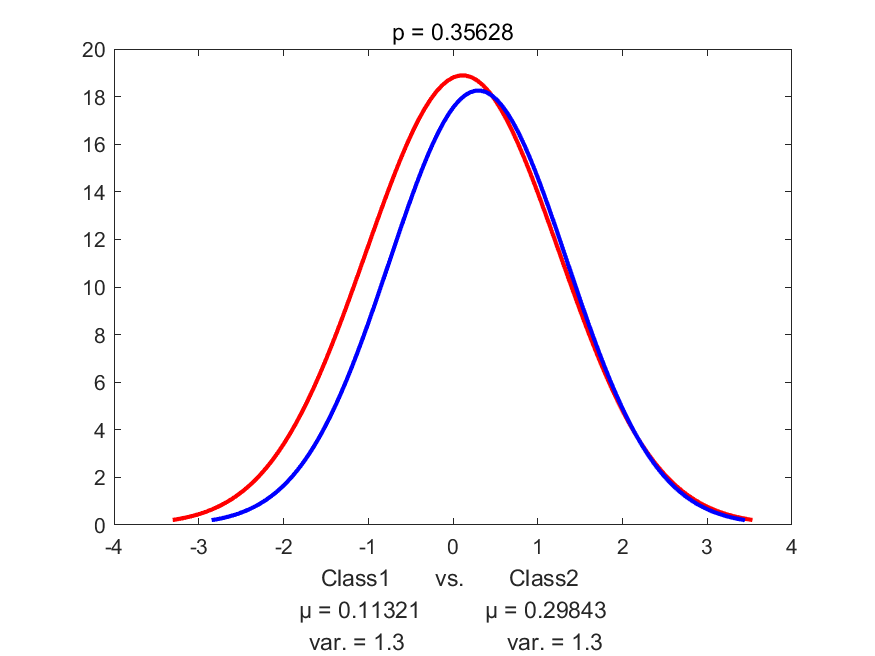 p = 0.35628
20
18
16
14
12
10
8
6
4
2
0
-4 -3 -2 -1 0 1 2 3 4
Class1 vs. Class2
μ = 0.11321 μ = 0.29843
var. = 1.3 var. = 1.3